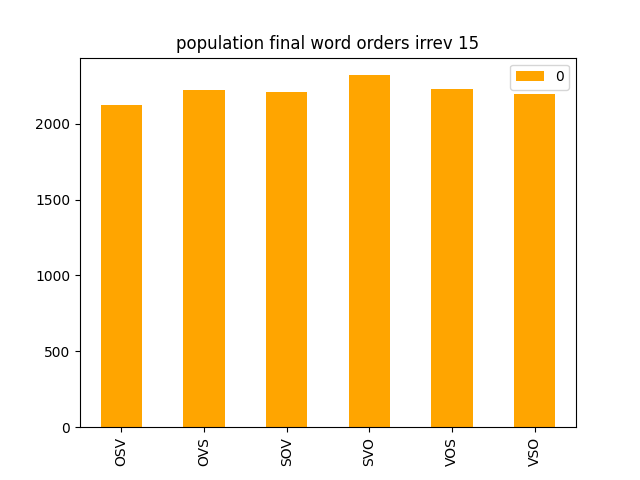 population final word orders irrev 15
0
2000
1500
1000
500
0
OSV
OVS
SOV
SVO
VOS
VSO